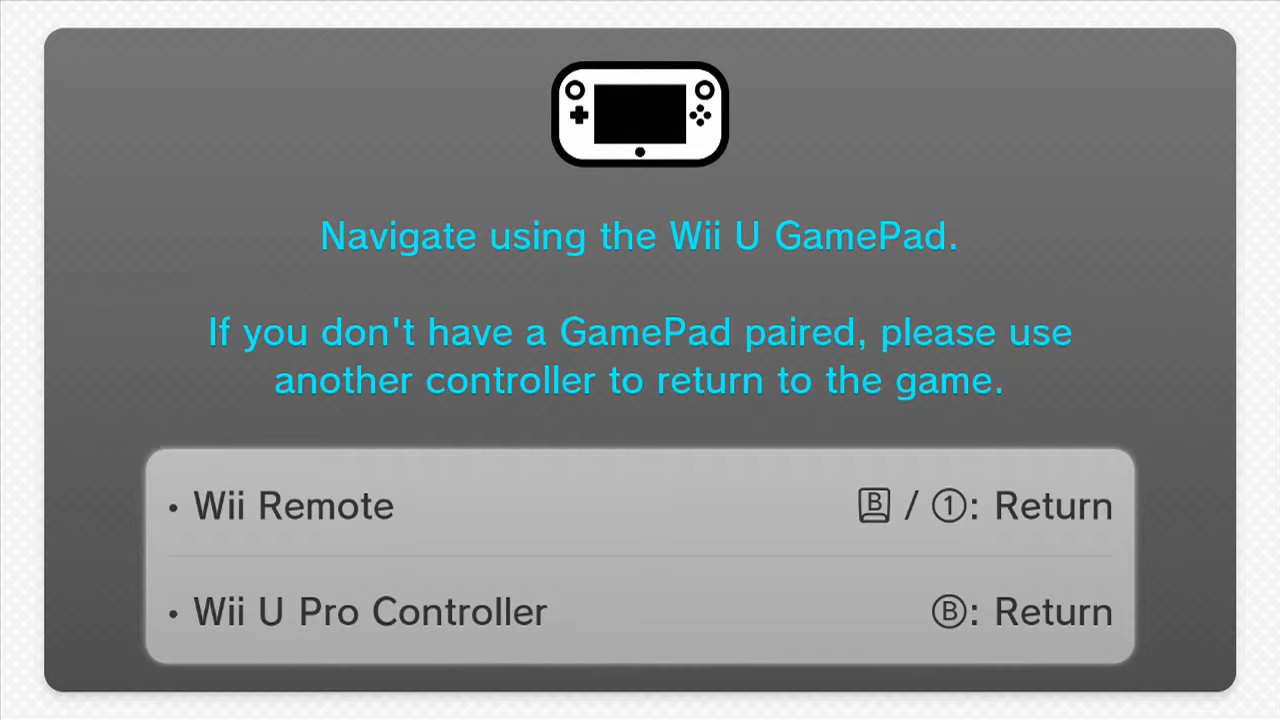 Navigate using the Wii U GamePad.
If you don't have a GamePad paired, please use
another controller to return to the game.
• Wii Remote B / 1: Return
• Wii U Pro Controller B: Return